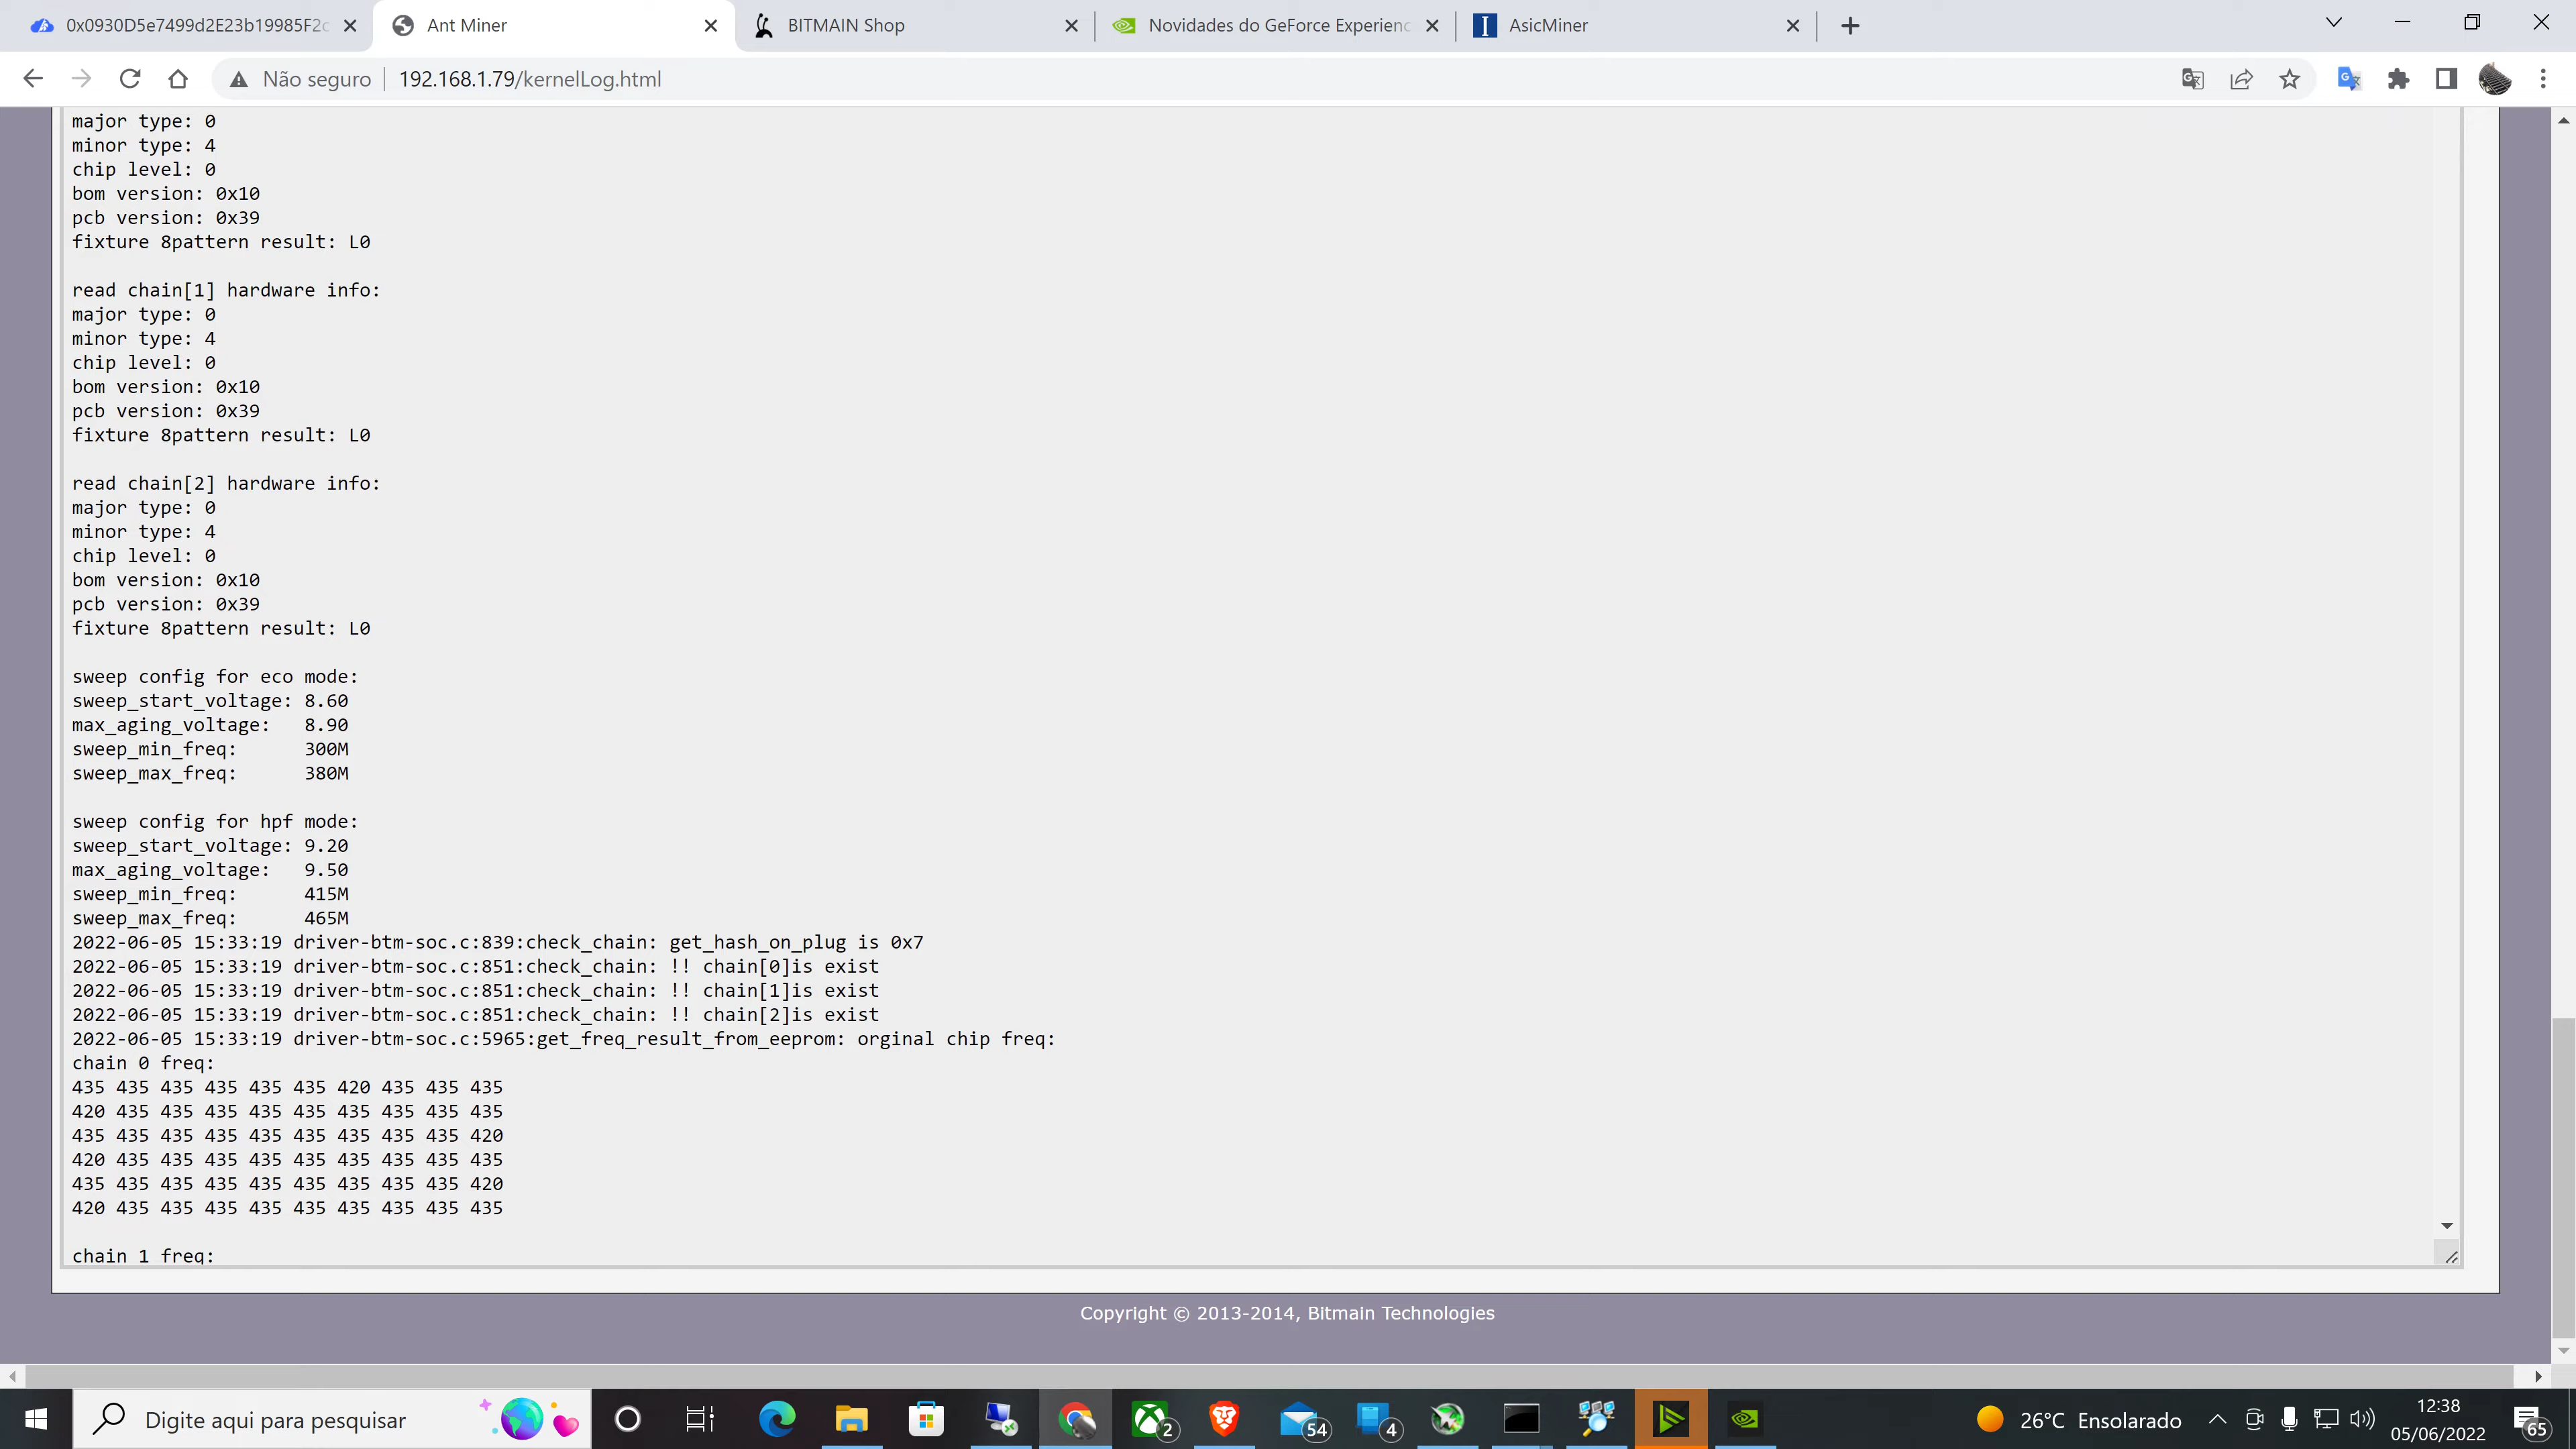 0x0930D5e7499d2E23b19985F2c
Ant Miner
BITMAIN Shop
Novidades do GeForce Experienc
AsicMiner
Não seguro
192.168.1.79/kernelLog.html
major type: 0
minor type: 4
chip level: 0
bom version: 0x10
pcb version: 0x39
fixture 8pattern result: L0
read chain[1] hardware info:
major type: 0
minor type: 4
chip level: 0
bom version: 0x10
pcb version: 0x39
fixture 8pattern result: L0
read chain[2] hardware info:
major type: 0
minor type: 4
chip level: 0
bom version: 0x10
pcb version: 0x39
fixture 8pattern result: L0
sweep config for eco mode:
sweep_start_voltage: 8.60
max_aging_voltage: 8.90
sweep_min_freq: 300M
sweep_max_freq: 380M
sweep config for hpf mode:
sweep_start_voltage: 9.20
max_aging_voltage: 9.50
sweep_min_freq: 415M
sweep_max_freq: 465M
2022-06-05 15:33:19 driver-btm-soc.c:839:check_chain: get_hash_on_plug is 0x7
2022-06-05 15:33:19 driver-btm-soc.c:851:check_chain: !! chain[0]is exist
2022-06-05 15:33:19 driver-btm-soc.c:851:check_chain: !! chain[1]is exist
2022-06-05 15:33:19 driver-btm-soc.c:851:check_chain: !! chain[2]is exist
2022-06-05 15:33:19 driver-btm-soc.c:5965:get_freq_result_from_eeprom: orginal chip freq:
chain 0 freq:
435 435 435 435 435 435 420 435 435 435
420 435 435 435 435 435 435 435 435 435
435 435 435 435 435 435 435 435 435 420
420 435 435 435 435 435 435 435 435 435
435 435 435 435 435 435 435 435 435 420
420 435 435 435 435 435 435 435 435 435
chain 1 freq:
Copyright © 2013-2014, Bitmain Technologies
Digite aqui para pesquisar
2
54
4
26°C Ensolarado
12:38
05/06/2022
65